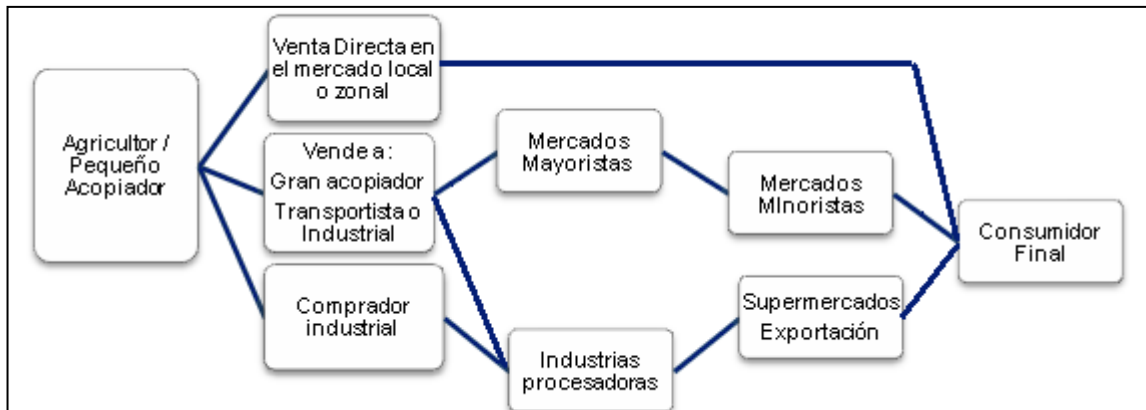 Agricultor /
Pequeño
Acopiador
Venta Directa en
el mercado local
o zonal
Vende a:
Gran acopiador
Transportista o
Industrial
Comprador
industrial
Mercados
Mayoristas
Industrias
procesadoras
Mercados
MInoristas
Supermercados
Exportación
Consumidor
Final